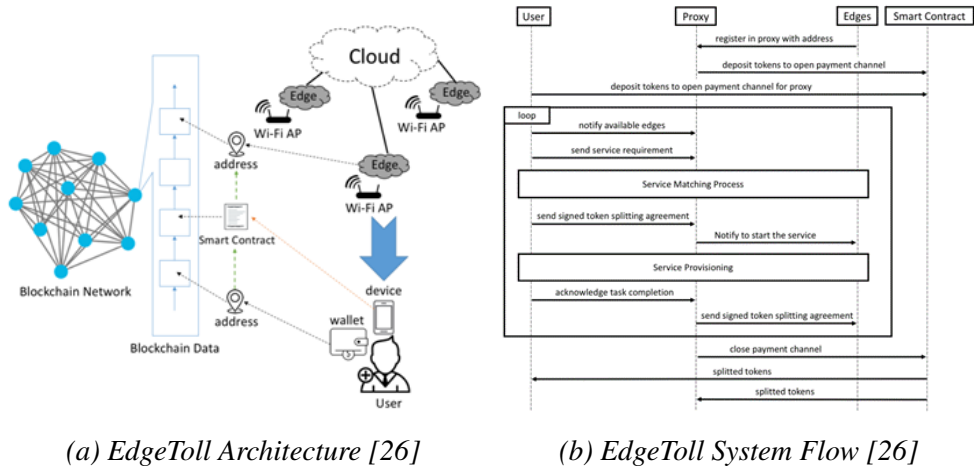 Cloud
Edge
Wi-Fi AP
Edge
Wi-Fi AP
address
Edge
Wi-Fi AP
Smart Contract
Blockchain Network
device
address
wallet
Blockchain Data
User
(a) EdgeToll Architecture [26]
User
Proxy
Edges
Smart Contract
register in proxy with address
deposit tokens to open payment channel
deposit tokens to open payment channel for proxy
loop
notify available edges
send service requirement
Service Matching Process
send signed token splitting agreement
Notify to start the service
Service Provisioning
acknowledge task completion
send signed token splitting agreement
close payment channel
splitted tokens
splitted tokens
(b) EdgeToll System Flow [26]